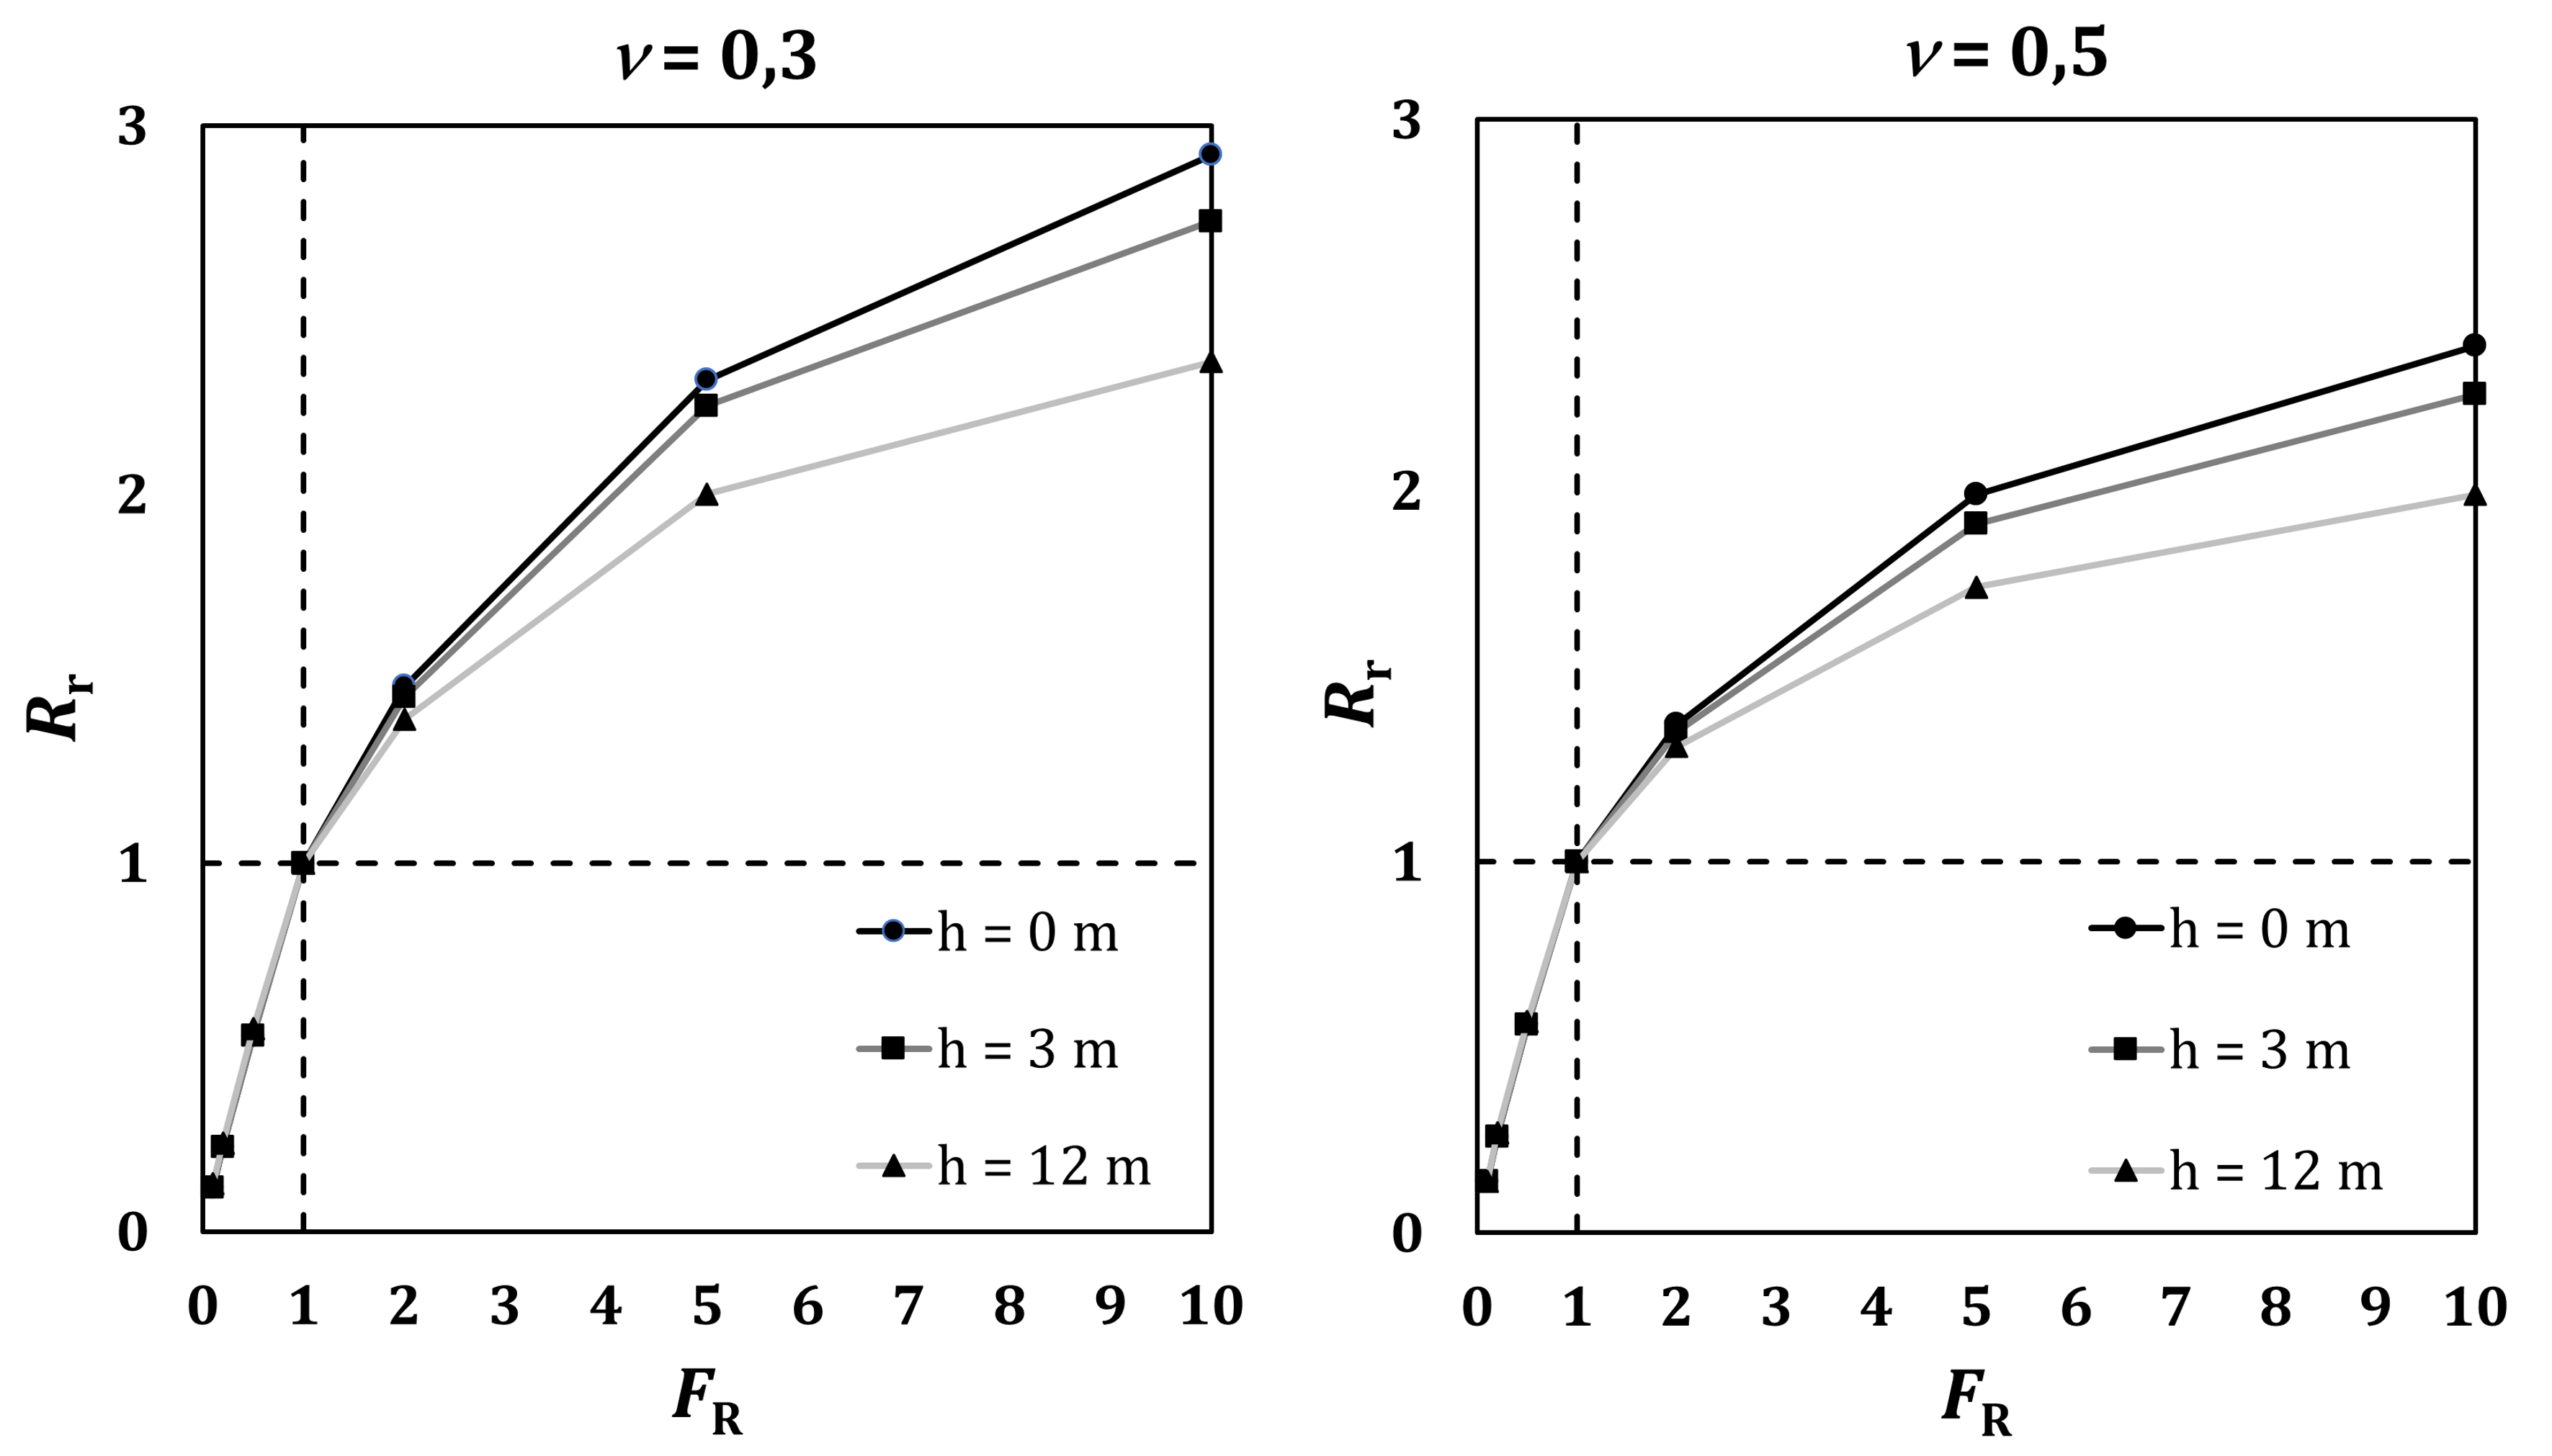 ν = 0,3
3
2
1
0
R_r
h = 0 m
h = 3 m
h = 12 m
0 1 2 3 4 5 6 7 8 9 10
F_R
ν = 0,5
3
2
1
0
R_r
h = 0 m
h = 3 m
h = 12 m
0 1 2 3 4 5 6 7 8 9 10
F_R